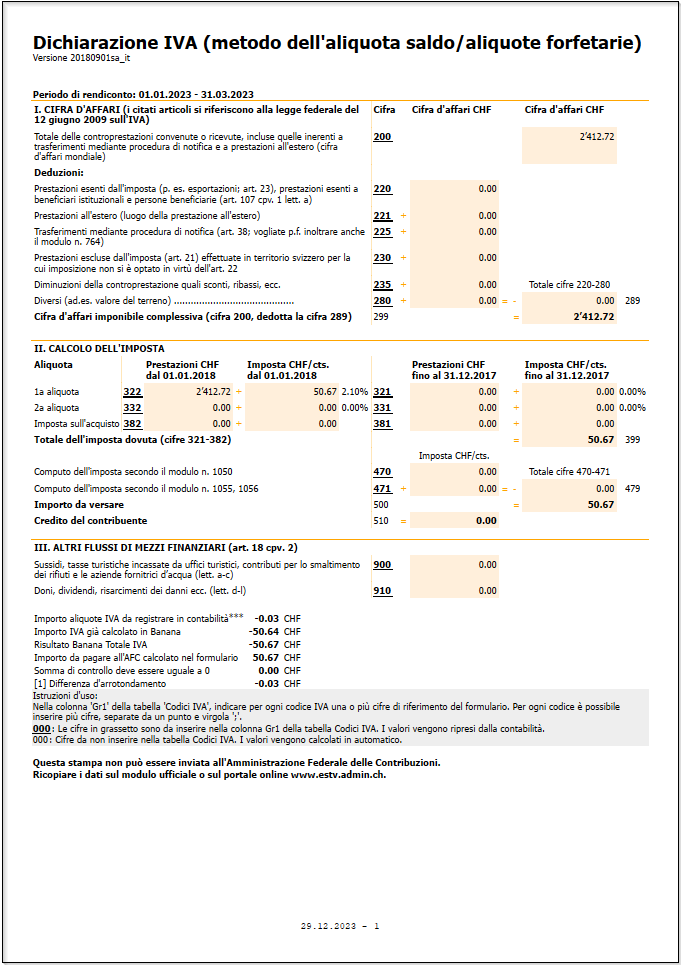 Dichiarazione IVA (metodo dell'aliquota saldo/aliquote forfetarie)
Versione 20180901sa_it
Periodo di rendiconto: 01.01.2023 - 31.03.2023
I. CIFRA D'AFFARI (i citati articoli si riferiscono alla legge federale del Cifra Cifra d'affari CHF Cifra d'affari CHF
12 giugno 2009 sull'IVA)
Totale delle controprestazioni convenute o ricevute, incluse quelle inerenti a 200 2'412.72
trasferimenti mediante procedura di notifica e a prestazioni all'estero (cifra
d'affari mondiale)
Deduzioni:
Prestazioni esenti dall'imposta (p. es. esportazioni; art. 23), prestazioni esenti a 220 0.00
beneficiari istituzionali e persone beneficiarie (art. 107 cpv. 1 lett. a)
Prestazioni all'estero (luogo della prestazione all'estero) 221 + 0.00
Trasferimenti mediante procedura di notifica (art. 38; vogliate p.f. inoltrare anche 225 + 0.00
il modulo n. 764)
Prestazioni escluse dall'imposta (art. 21) effettuate in territorio svizzero per la 230 + 0.00
cui imposizione non si è optato in virtù dell'art. 22
Diminuzioni della controprestazione quali sconti, ribassi, ecc. 235 + 0.00 Totale cifre 220-280
Diversi (ad.es. valore del terreno) ........................................... 280 + 0.00 = - 0.00 289
Cifra d'affari imponibile complessiva (cifra 200, dedotta la cifra 289) 299 = 2'412.72
II. CALCOLO DELL'IMPOSTA
Aliquota Prestazioni CHF Imposta CHF/cts. Prestazioni CHF Imposta CHF/cts.
dal 01.01.2018 dal 01.01.2018 fino al 31.12.2017 fino al 31.12.2017
1a aliquota 322 2'412.72 + 50.67 2.10% 321 0.00 + 0.00 0.00%
2a aliquota 332 0.00 + 0.00 0.00% 331 0.00 + 0.00 0.00%
Imposta sull'acquisto 382 0.00 + 0.00 381 0.00 + 0.00
Totale dell'imposta dovuta (cifre 321-382) = 50.67 399
Imposta CHF/cts.
Computo dell'imposta secondo il modulo n. 1050 470 0.00 Totale cifre 470-471
Computo dell'imposta secondo il modulo n. 1055, 1056 471 + 0.00 = - 0.00 479
Importo da versare 500 = 50.67
Credito del contribuente 510 = 0.00
III. ALTRI FLUSSI DI MEZZI FINANZIARI (art. 18 cpv. 2)
Sussidi, tasse turistiche incassate da uffici turistici, contributi per lo smaltimento 900 0.00
dei rifiuti e le aziende fornitrici d'acqua (lett. a-c)
Doni, dividendi, risarcimenti dei danni ecc. (lett. d-l) 910 0.00
Importo aliquote IVA da registrare in contabilità*** -0.03 CHF
Importo IVA già calcolato in Banana -50.64 CHF
Risultato Banana Totale IVA -50.67 CHF
Importo da pagare all'AFC calcolato nel formulario 50.67 CHF
Somma di controllo deve essere uguale a 0 0.00 CHF
[1] Differenza d'arrotondamento -0.03 CHF
Istruzioni d'uso:
Nella colonna 'Gr1' della tabella 'Codici IVA', indicare per ogni codice IVA una o più cifre di riferimento del formulario. Per ogni codice è possibile
inserire più cifre, separate da un punto e virgola ';'.
000: Le cifre in grassetto sono da inserire nella colonna Gr1 della tabella Codici IVA. I valori vengono ripresi dalla contabilità.
000: Cifre da non inserire nella tabella Codici IVA. I valori vengono calcolati in automatico.
Questa stampa non può essere inviata all'Amministrazione Federale delle Contribuzioni.
Ricopiare i dati sul modulo ufficiale o sul portale online www.estv.admin.ch.
29.12.2023 - 1